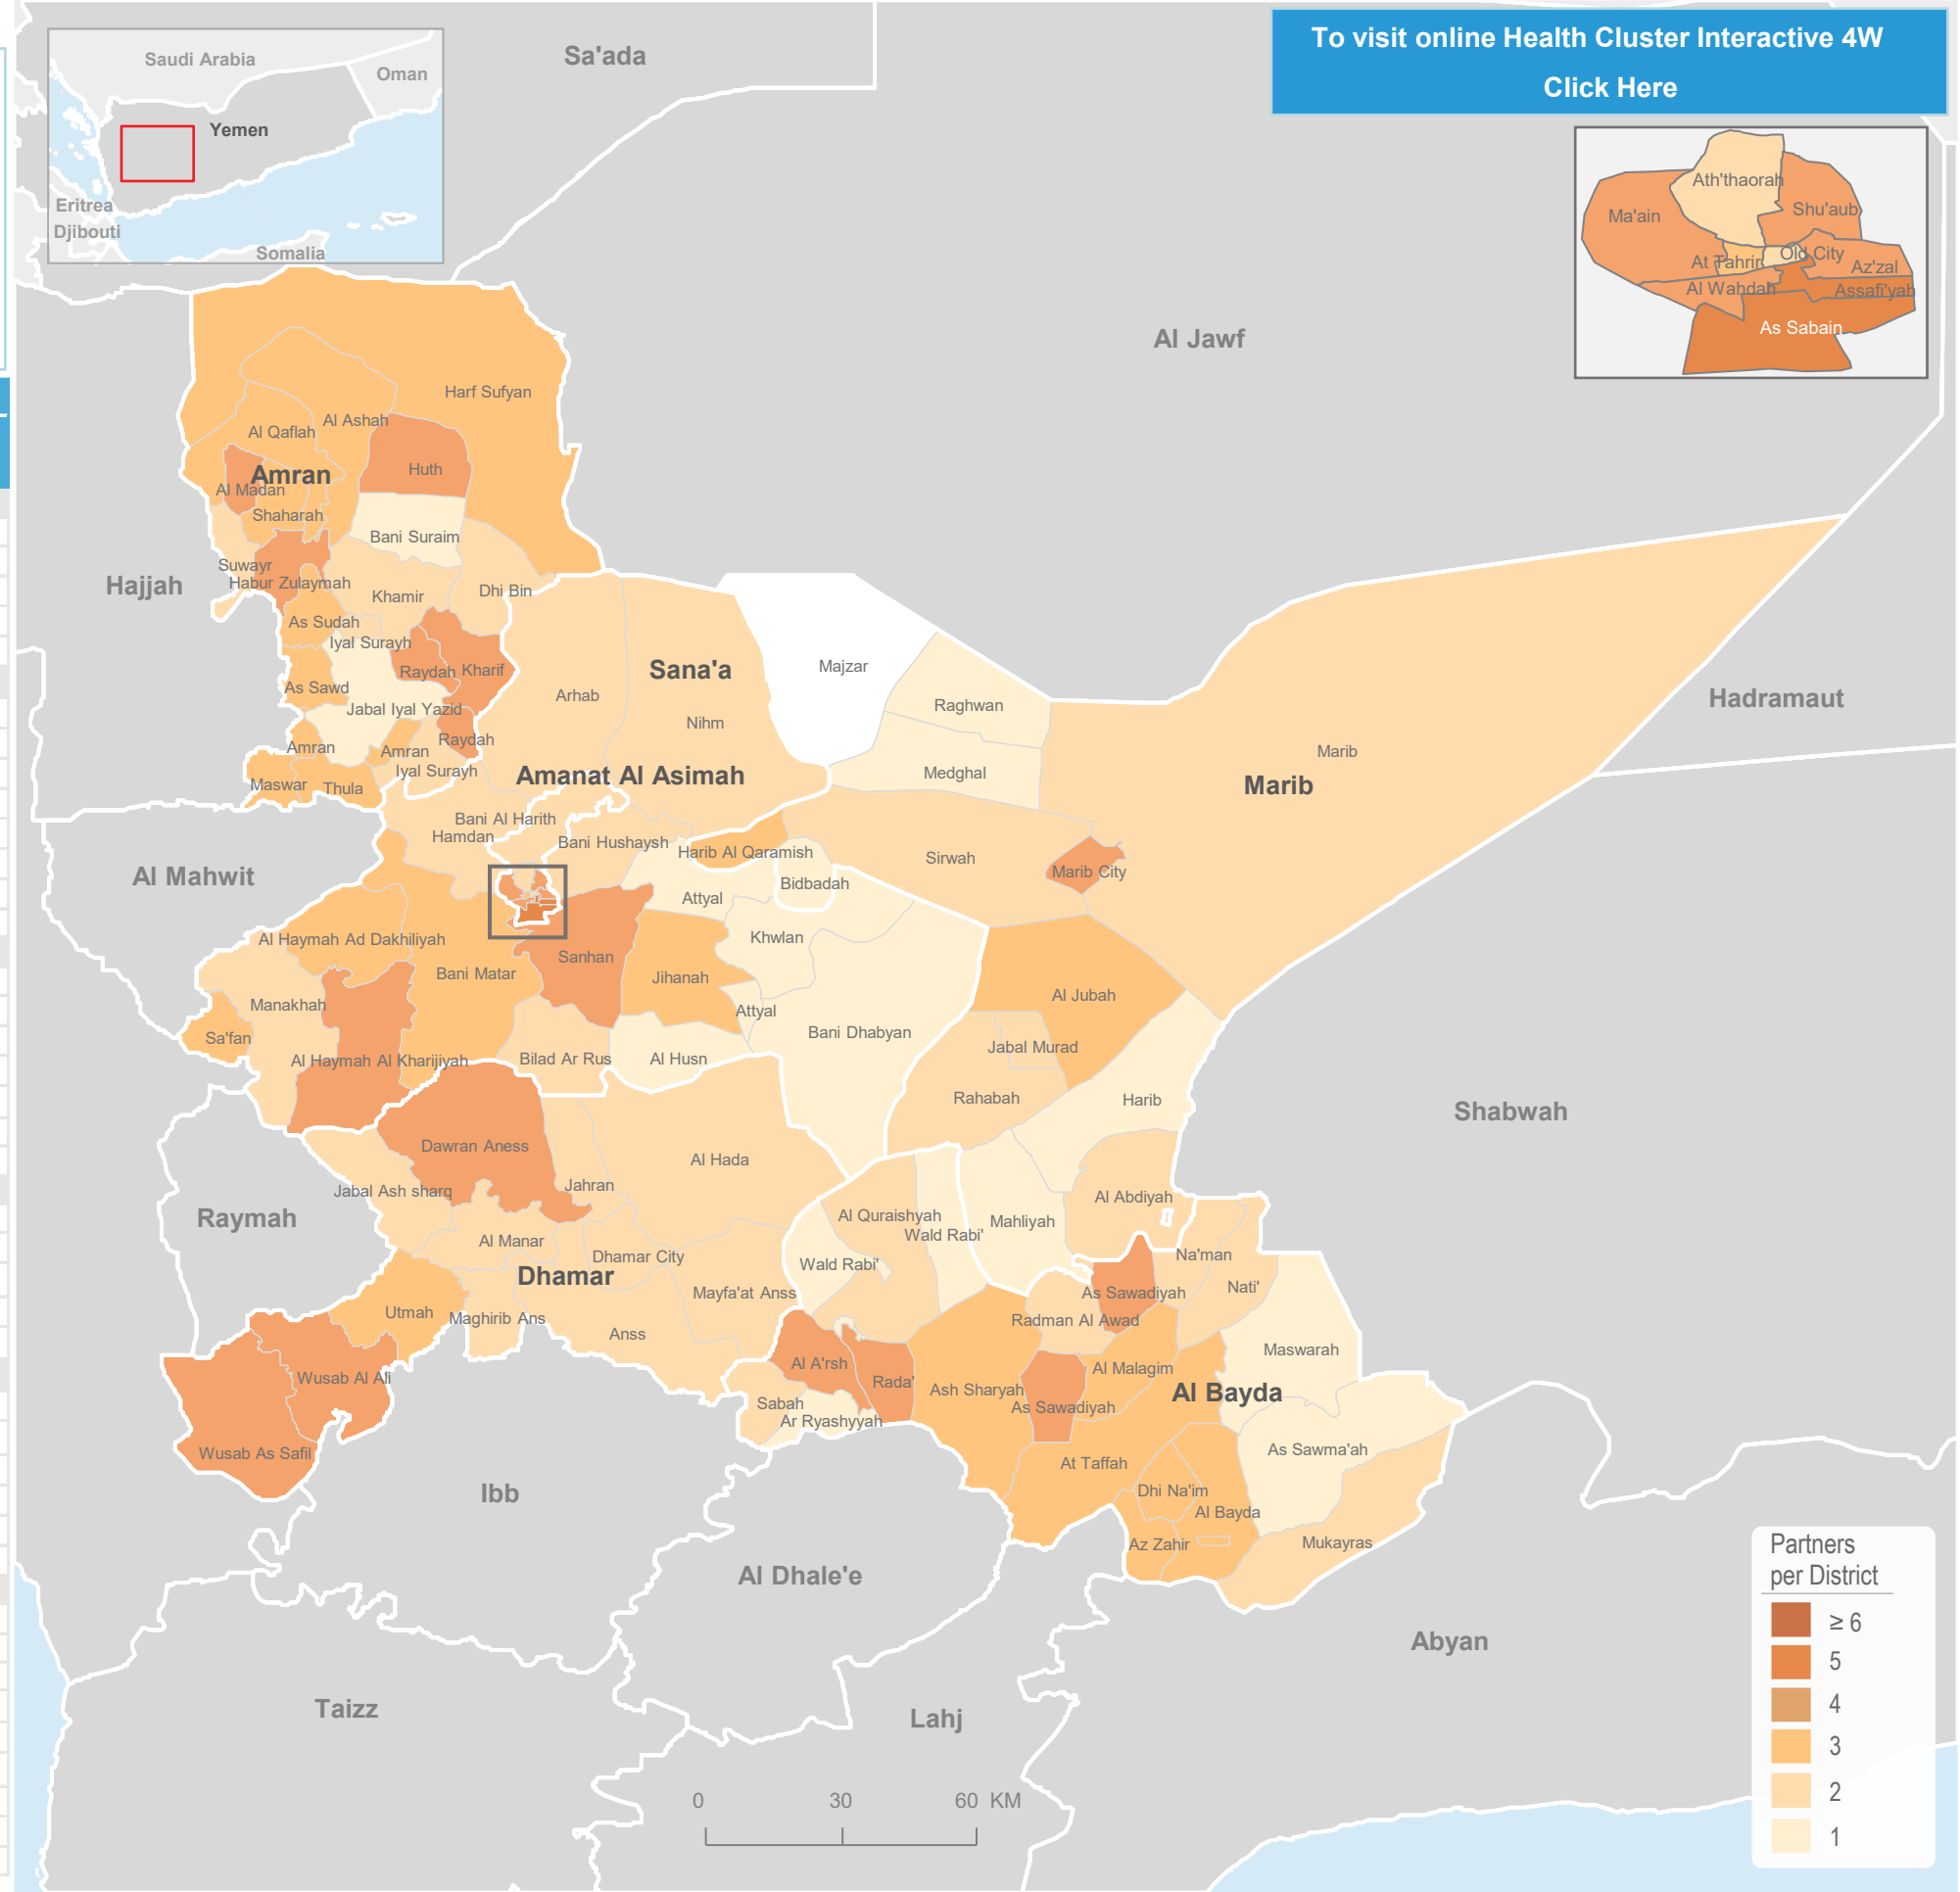 To visit online Health Cluster Interactive 4W
Click Here
Saudi Arabia
Oman
Yemen
Eritrea
Djibouti
Somalia
Sa'ada
Al Jawf
Ath'thaorah
Ma'ain
Shu'aub
Old City
At Tahrir
Az'zal
Al Wahdah
Assafi'yah
As Sabain
Harf Sufyan
Al Ashah
Al Qaflah
Huth
Amran
Al Madan
Shaharah
Bani Suraim
Suwayr
Habur Zulaymah
Hajjah
Khamir
Dhi Bin
As Sudah
Iyal Surayh
Raydah
Kharif
As Sawd
Jabal Iyal Yazid
Arhab
Sana'a
Nihm
Majzar
Raghwan
Hadramaut
Raydah
Amran
Amran
Iyal Surayh
Maswar
Thula
Amanat Al Asimah
Medghal
Marib
Marib
Bani Al Harith
Hamdan
Bani Hushaysh
Harib Al Qaramish
Sirwah
Marib City
Al Mahwit
Bidbadah
Attyal
Al Haymah Ad Dakhiliyah
Khwlan
Sanhan
Bani Matar
Jihanah
Manakhah
Attyal
Al Jubah
Sa'fan
Bani Dhabyan
Jabal Murad
Al Haymah Al Kharijiyah
Bilad Ar Rus
Al Husn
Rahabah
Harib
Shabwah
Dawran Aness
Al Hada
Jabal Ash sharq
Jahran
Al Abdiyah
Raymah
Al Quraishyah
Wald Rabi'
Mahliyah
Al Manar
Dhamar City
Na'man
Dhamar
Wald Rabi'
Mayfa'at Anss
As Sawadiyah
Nati'
Utmah
Maghirib Ans
Radman Al Awad
Anss
Maswarah
Al A'rsh
Wusab Al Ali
Rada'
Ash Sharyah
Al Malagim
Al Bayda
Sabah
Ar Ryashyyah
As Sawadiyah
Wusab As Safil
At Taffah
As Sawma'ah
Ibb
Dhi Na'im
Al Bayda
Az Zahir
Mukayras
Al Dhale'e
Abyan
Taizz
Lahj
0 30 60 KM
Partners
per District
≥ 6
5
4
3
2
1